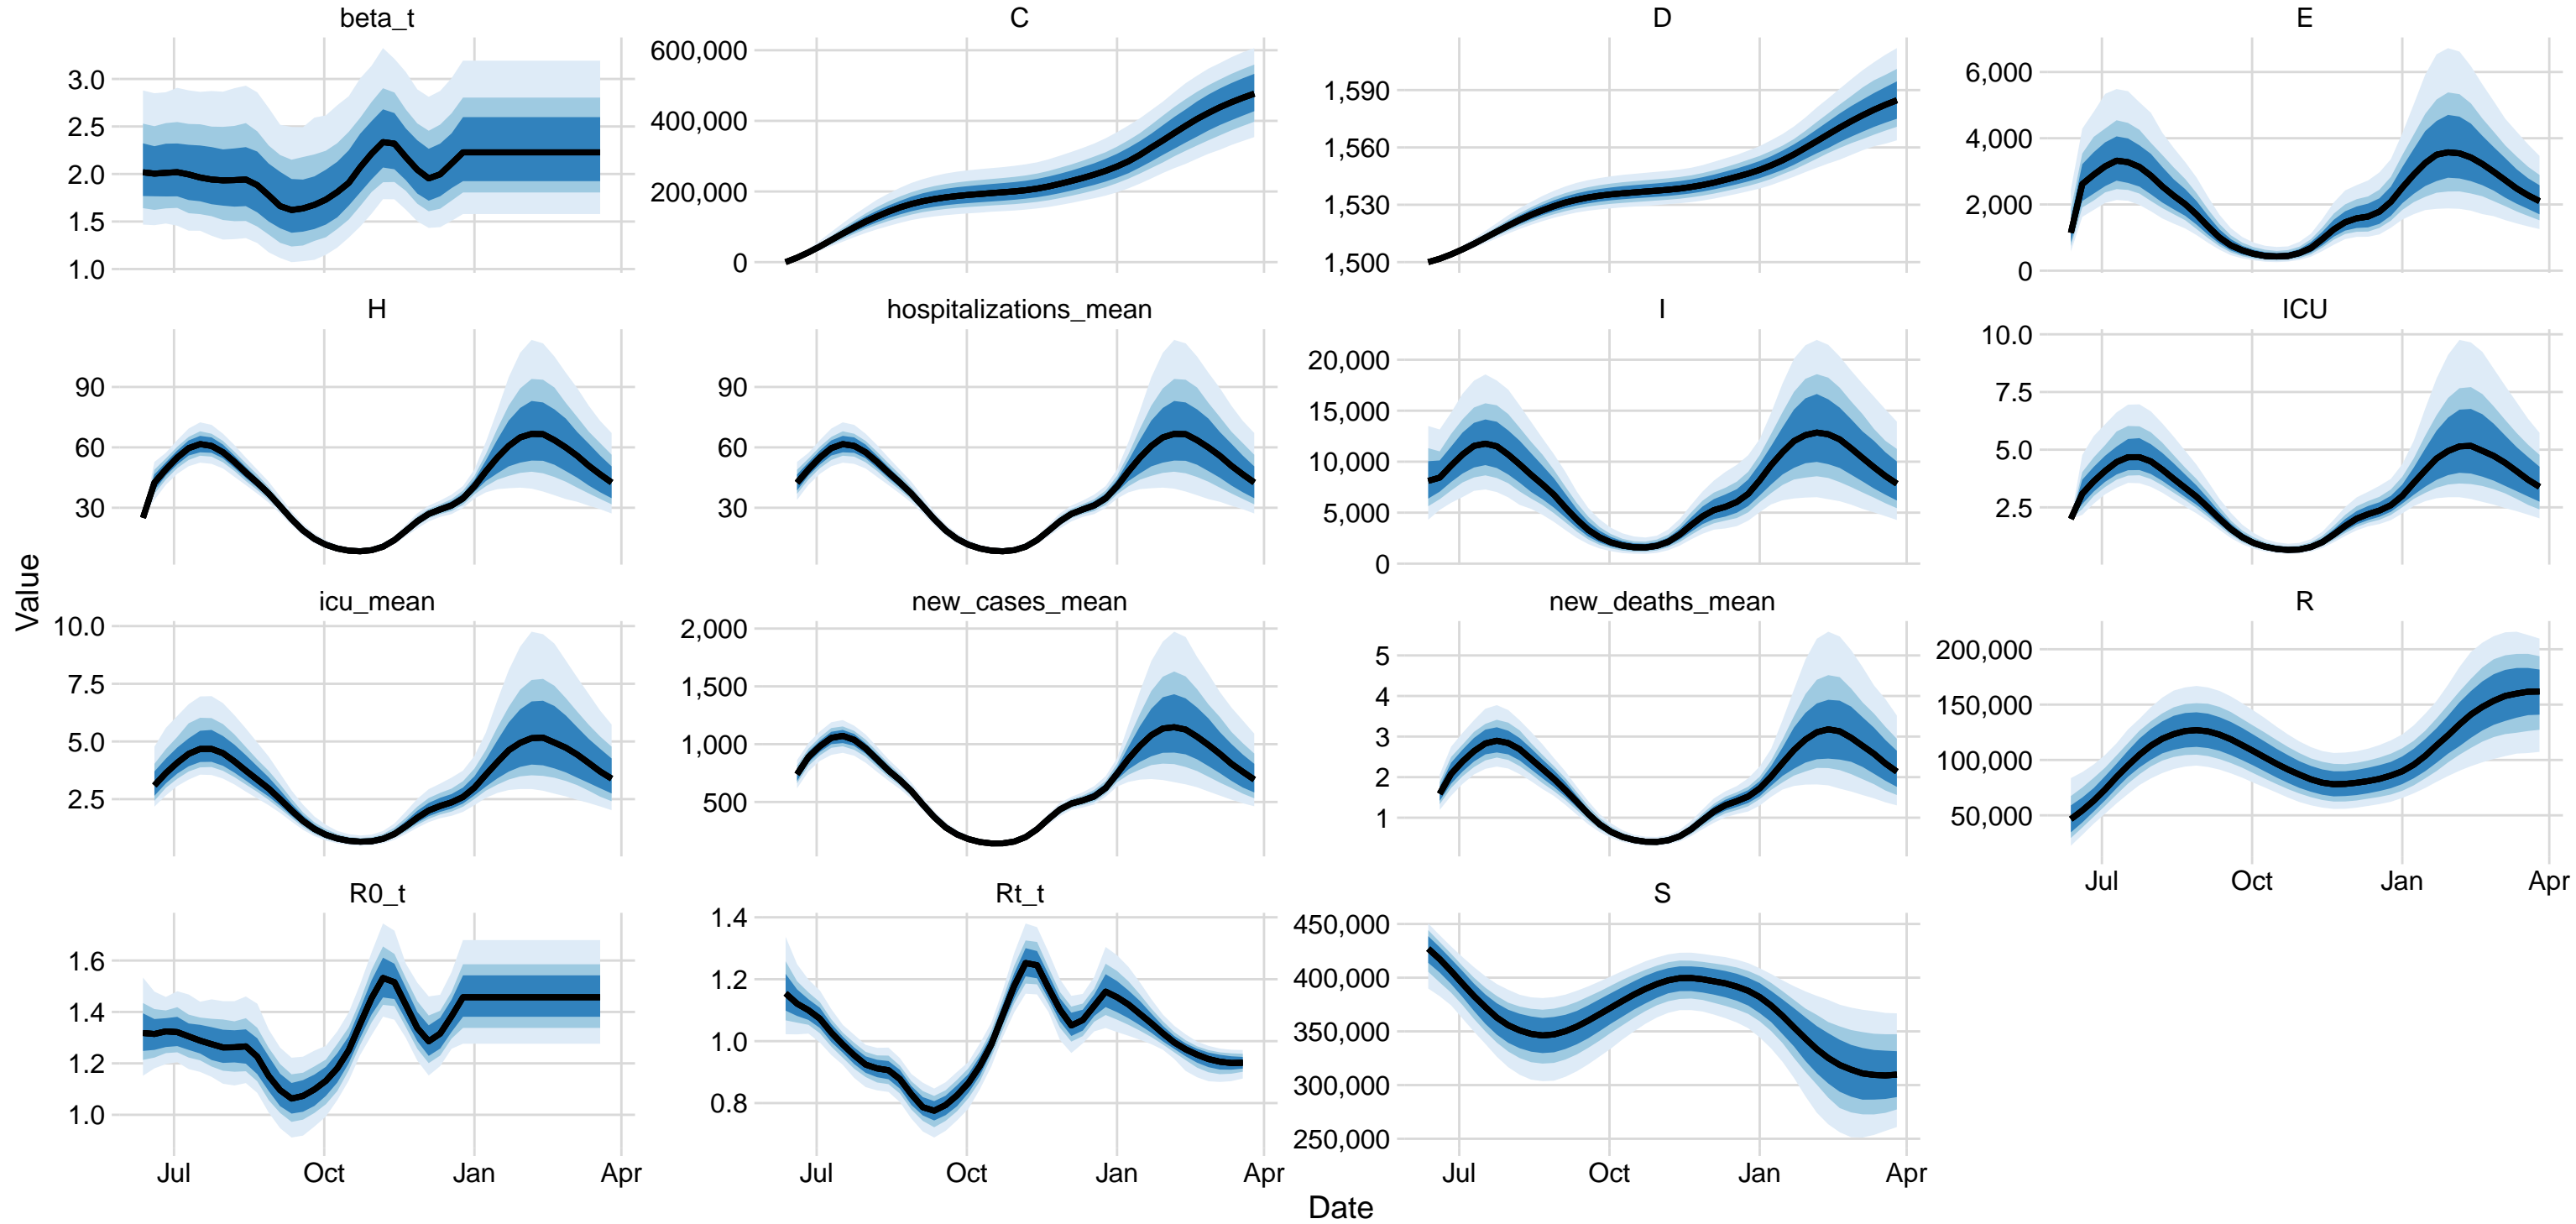 beta_t
C
D
E
3.0
2.5
2.0
1.5
1.0
600,000
400,000
200,000
0
1,590
1,560
1,530
1,500
6,000
4,000
2,000
0
H
hospitalizations_mean
I
ICU
90
60
30
90
60
30
20,000
15,000
10,000
5,000
0
10.0
7.5
5.0
2.5
Value
icu_mean
new_cases_mean
new_deaths_mean
R
10.0
7.5
5.0
2.5
2,000
1,500
1,000
500
5
4
3
2
1
200,000
150,000
100,000
50,000
Jul Oct Jan Apr
R0_t
Rt_t
S
1.6
1.4
1.2
1.0
1.4
1.2
1.0
0.8
450,000
400,000
350,000
300,000
250,000
Jul Oct Jan Apr
Jul Oct Jan Apr
Jul Oct Jan Apr
Date